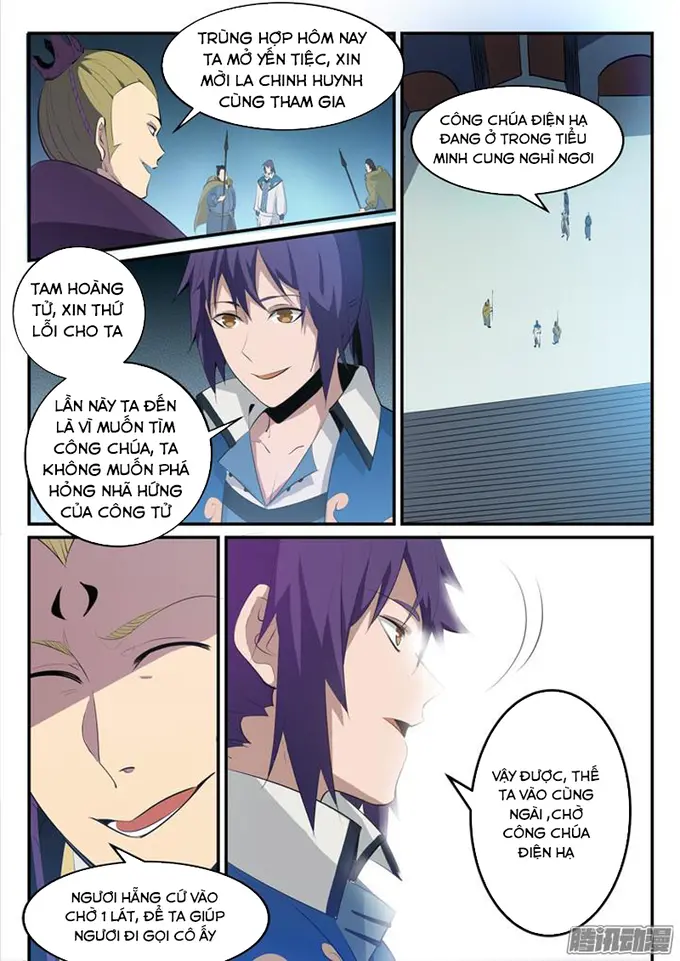 TRÙNG HỢP HÔM NAY
TA MỞ YẾN TIỆC, XIN
MỜI LA CHINH HUYNH
CÙNG THAM GIA
CÔNG CHÚA ĐIỆN HẠ
ĐANG Ở TRONG TIỂU
MINH CUNG NGHỈ NGƠI
TAM HOÀNG
TỬ, XIN THỨ
LỖI CHO TA
LẦN NÀY TA ĐẾN
LÀ VÌ MUỐN TÌM
CÔNG CHÚA, TA
KHÔNG MUỐN PHÁ
HỎNG NHÃ HỨNG
CỦA CÔNG TỬ
VẬY ĐƯỢC, THẾ
TA VÀO CÙNG
NGÀI ,CHỜ
CÔNG CHÚA
ĐIỆN HẠ
NGƯƠI HẴNG CỨ VÀO
CHỜ 1 LÁT, ĐỂ TA GIÚP
NGƯƠI ĐI GỌI CÔ ẤY
腾讯动漫